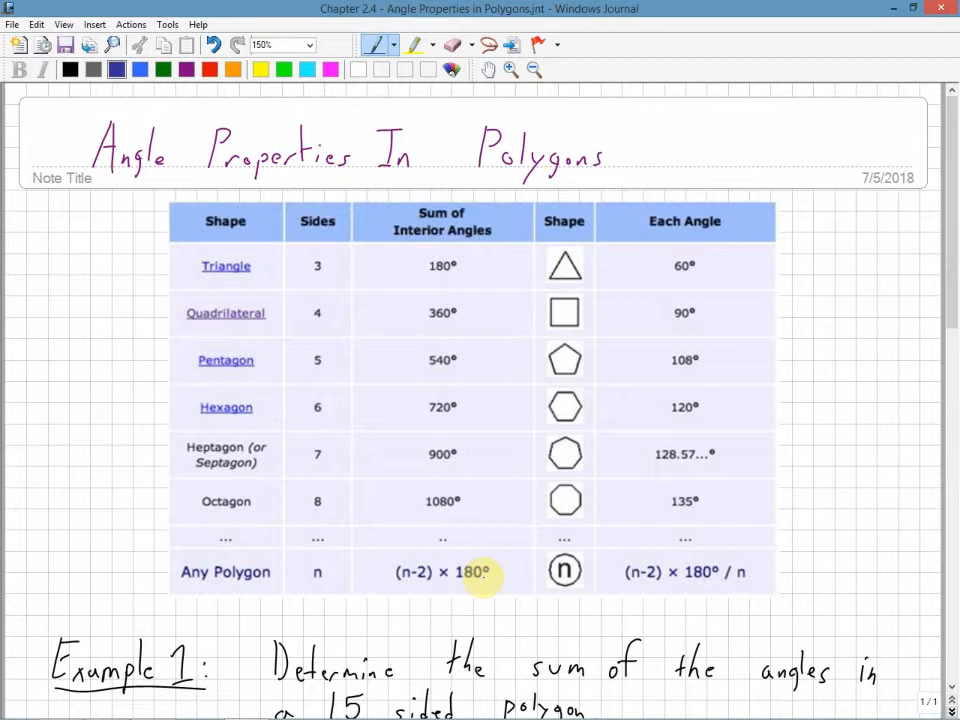 Chapter 2.4 - Angle Properties in Polygons.jnt - Windows Journal
File Edit View Insert Actions Tools Help
150%
B I
Angle Properties In Polygons
Note Title 7/5/2018
Shape Sides Sum of Interior Angles Shape Each Angle
Triangle 3 180° 60°
Quadrilateral 4 360° 90°
Pentagon 5 540° 108°
Hexagon 6 720° 120°
Heptagon (or Septagon) 7 900° 128.57...°
Octagon 8 1080° 135°
... ... .. ... ...
Any Polygon n (n-2) × 180° n (n-2) × 180° / n
Example 1: Determine the sum of the angles in
a 15 sided polygon
1 / 1